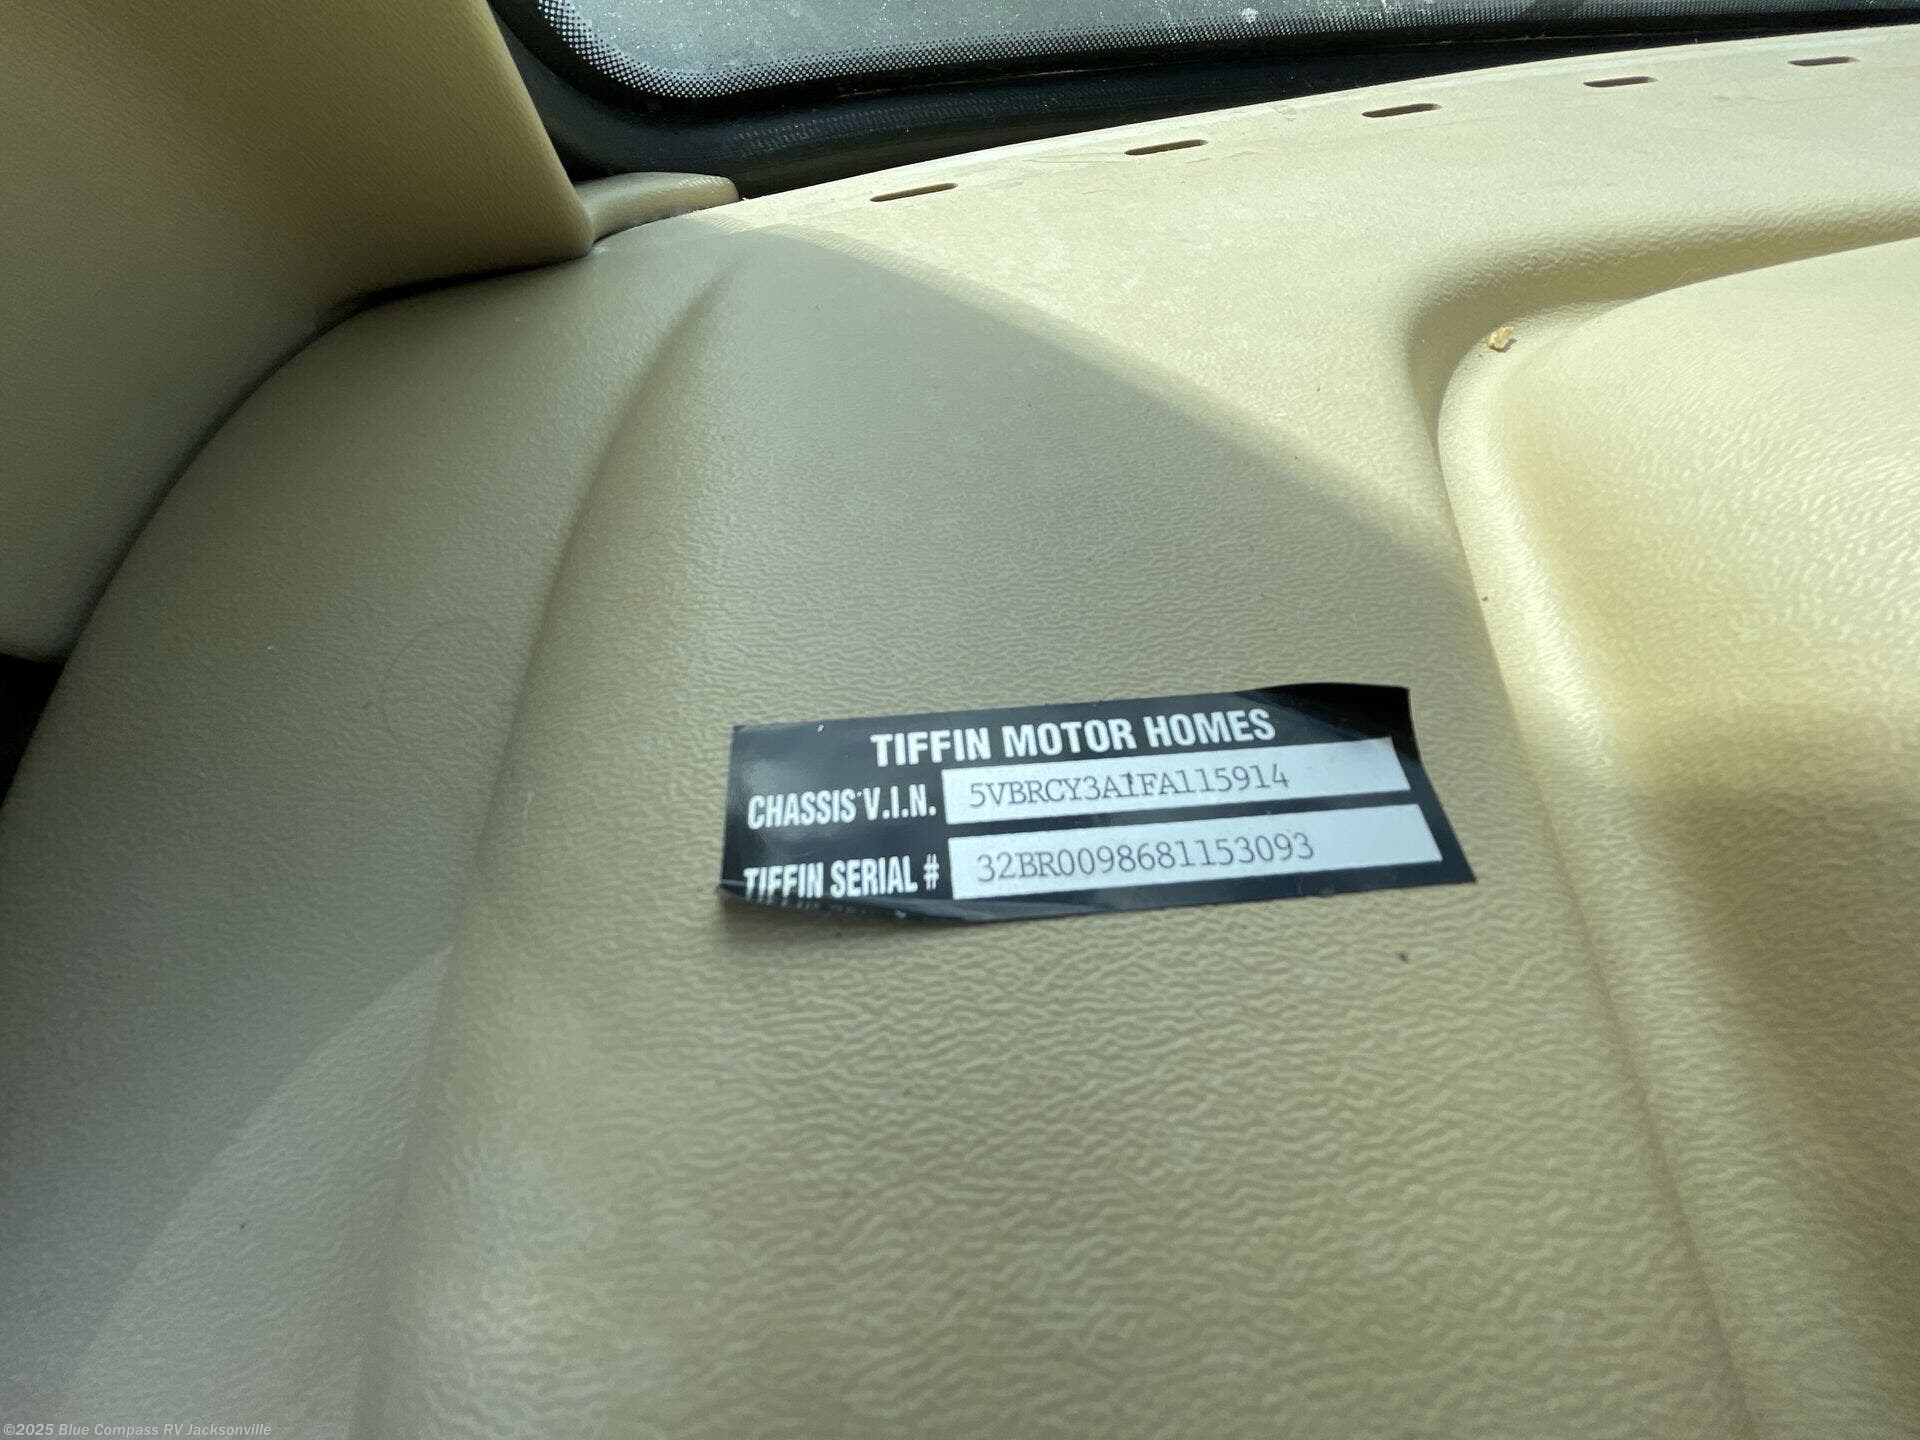 TIFFIN MOTOR HOMES
CHASSIS V.I.N. 5VBRCY3A1FA115914
TIFFIN SERIAL # 32BR0098681153093
©2025 Blue Compass RV Jacksonville